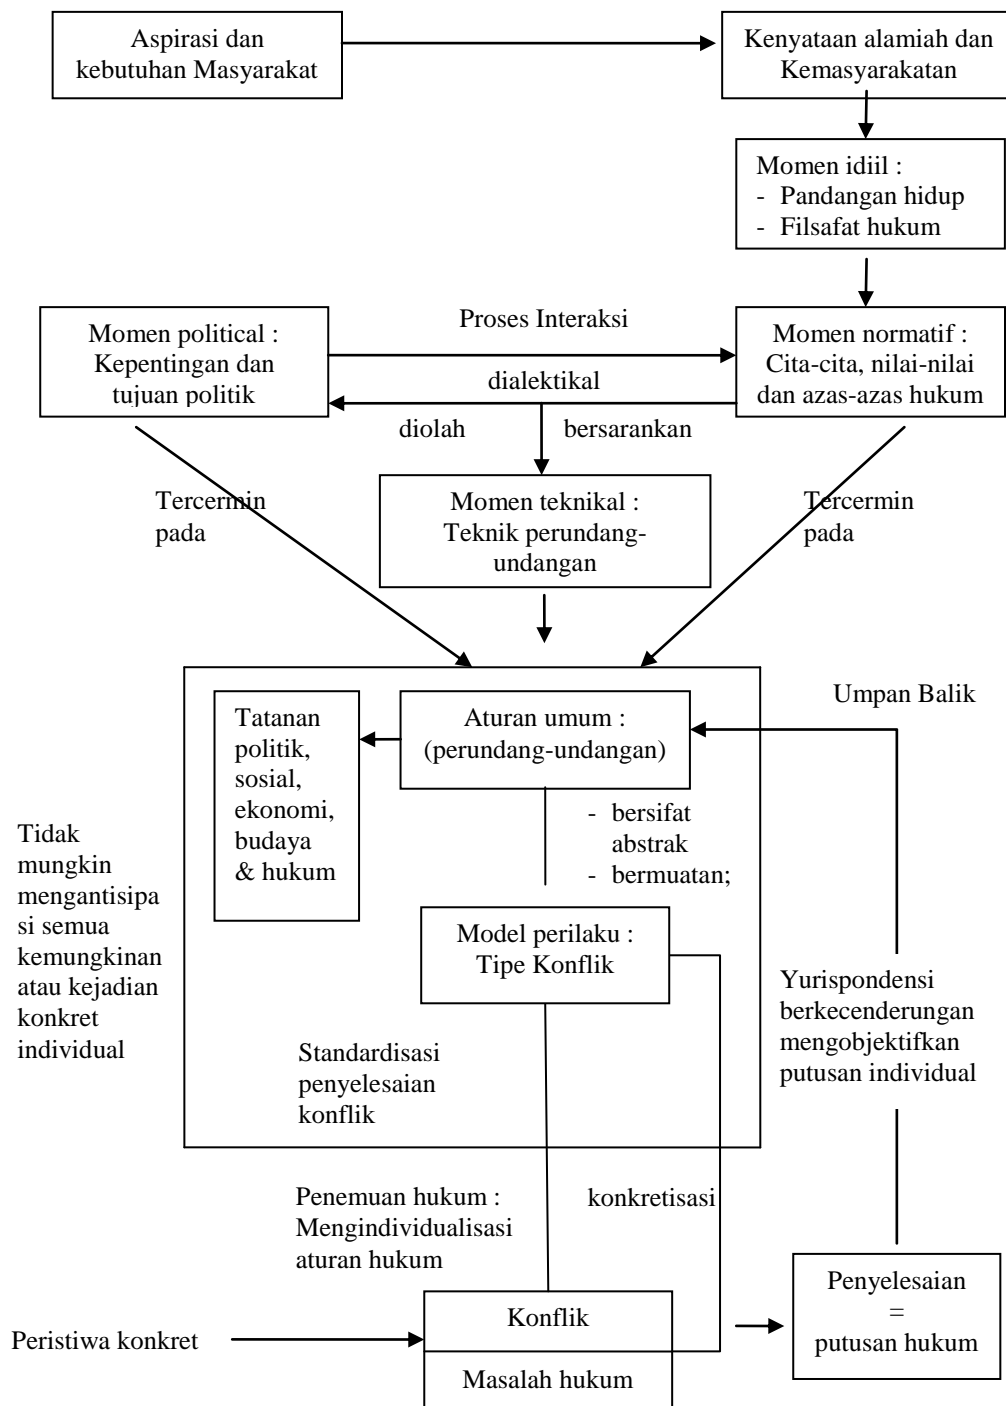 Aspirasi dan
kebutuhan Masyarakat
Kenyataan alamiah dan
Kemasyarakatan
Momen idiil :
- Pandangan hidup
- Filsafat hukum
Momen political :
Kepentingan dan
tujuan politik
Proses Interaksi
dialektikal
Momen normatif :
Cita-cita, nilai-nilai
dan azas-azas hukum
diolah
bersarankan
Tercermin
pada
Momen teknikal :
Teknik perundang-
undangan
Tercermin
pada
Umpan Balik
Tatanan
politik,
sosial,
ekonomi,
budaya
& hukum
Aturan umum :
(perundang-undangan)
- bersifat
abstrak
- bermuatan;
Tidak
mungkin
mengantisipa
si semua
kemungkinan
atau kejadian
konkret
individual
Model perilaku :
Tipe Konflik
Yurispondensi
berkecenderungan
mengobjektifkan
putusan individual
Standardisasi
penyelesaian
konflik
Penemuan hukum :
Mengindividualisasi
aturan hukum
konkretisasi
Peristiwa konkret
Konflik
Masalah hukum
Penyelesaian
=
putusan hukum